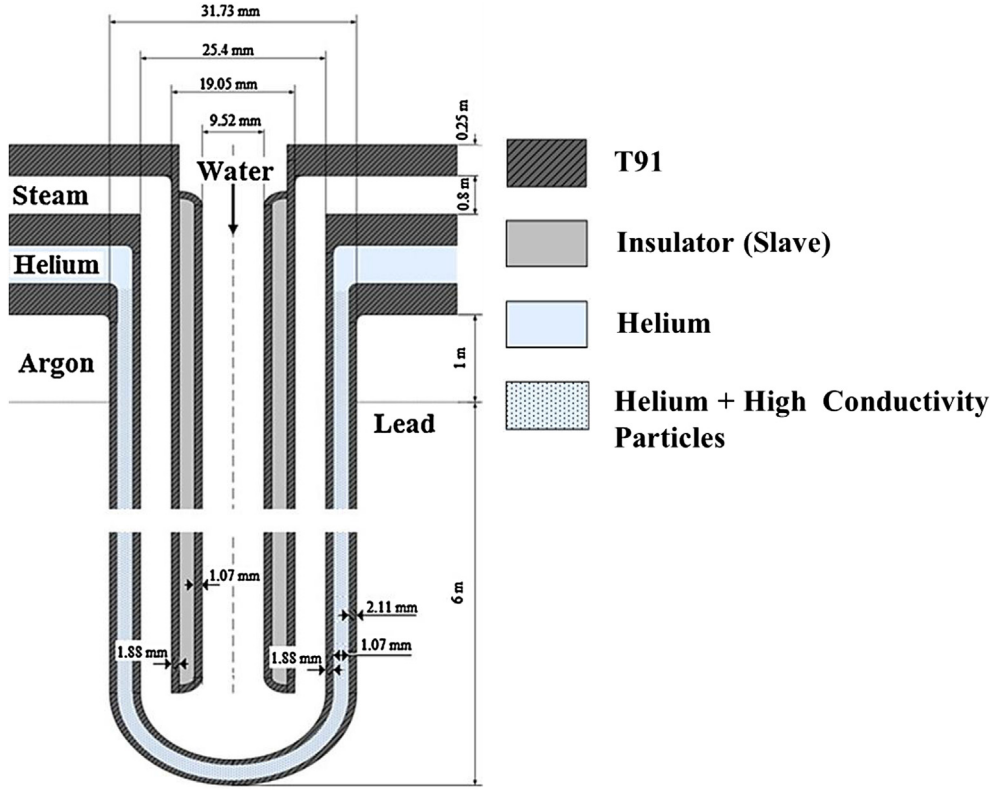 31.73 mm
25.4 mm
19.05 mm
9.52 mm
0.25 m
Water
T91
Steam
0.8 m
Insulator (Slave)
Helium
Helium
Argon
1 m
Helium + High Conductivity
Particles
Lead
1.07 mm
6 m
2.11 mm
1.07 mm
1.88 mm
1.88 mm